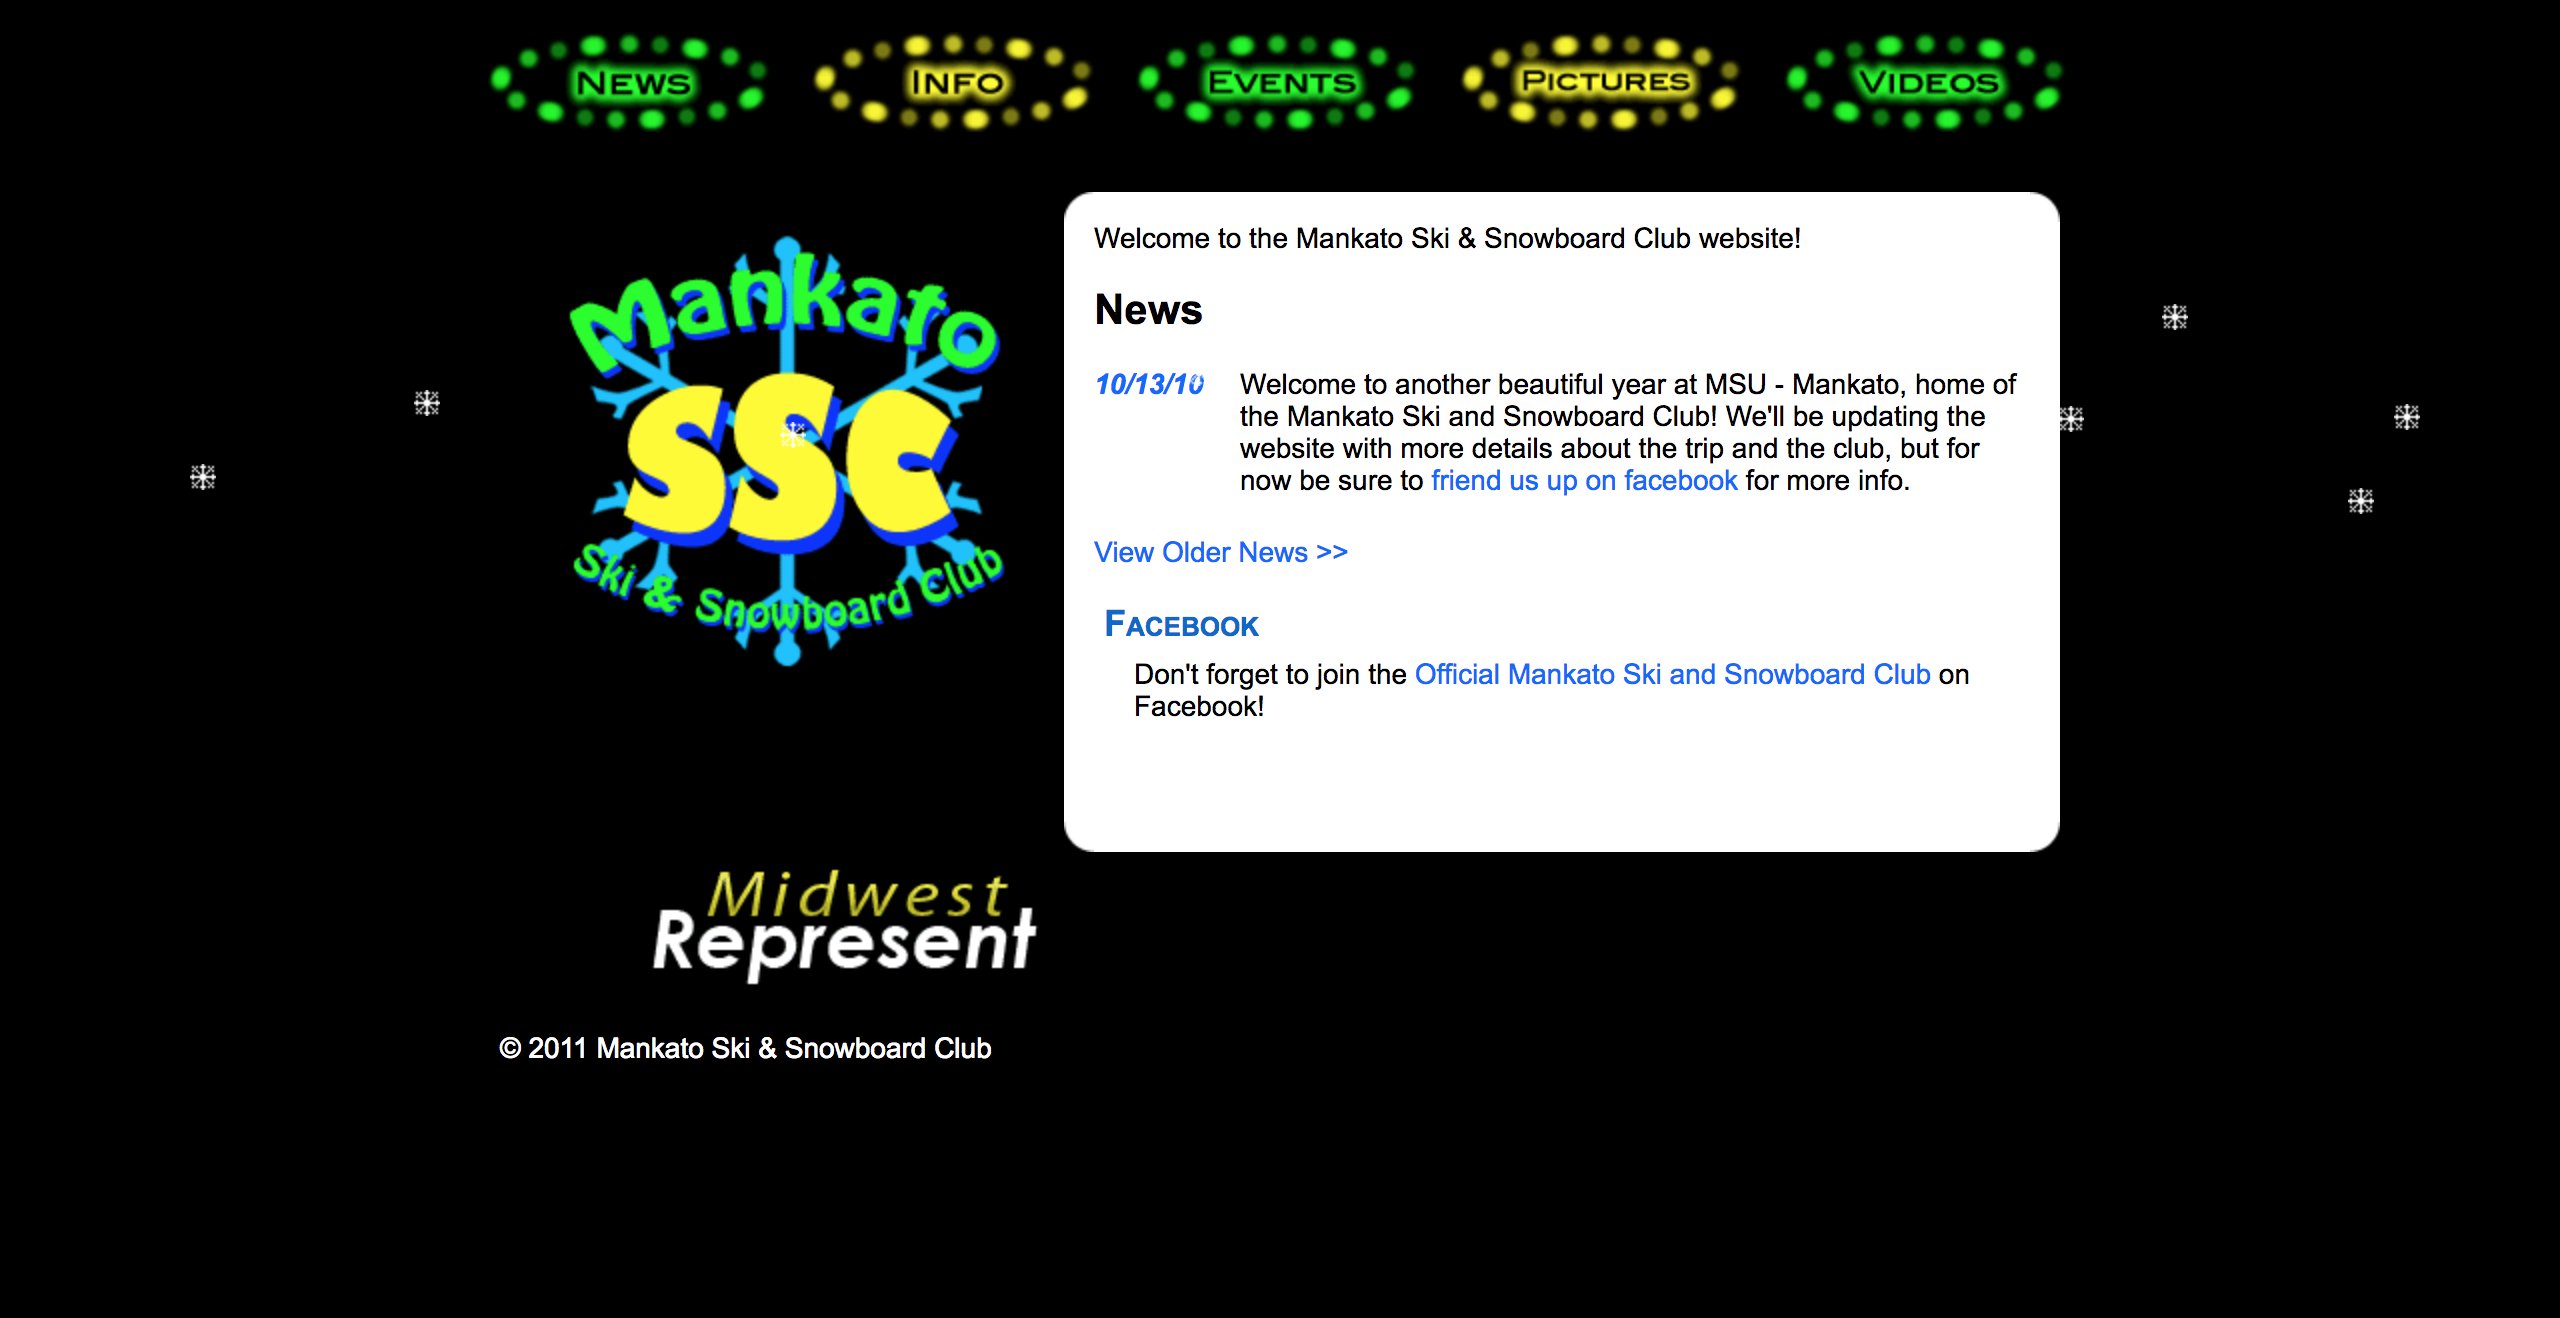 News Info Events Pictures Videos
Mankato
SSC
Ski & Snowboard Club
Welcome to the Mankato Ski & Snowboard Club website!
News
10/13/10 Welcome to another beautiful year at MSU - Mankato, home of
the Mankato Ski and Snowboard Club! We'll be updating the
website with more details about the trip and the club, but for
now be sure to friend us up on facebook for more info.
View Older News >>
Facebook
Don't forget to join the Official Mankato Ski and Snowboard Club on
Facebook!
Midwest
Represent
© 2011 Mankato Ski & Snowboard Club